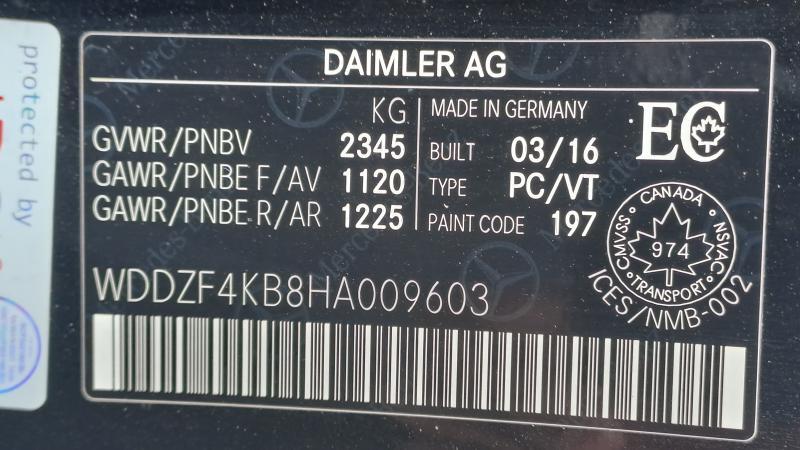 protected by
DAIMLER AG
KG
GVWR/PNBV 2345
GAWR/PNBE F/AV 1120
GAWR/PNBE R/AR 1225
MADE IN GERMANY
BUILT 03/16
TYPE PC/VT
PAINT CODE 197
EC
CANADA
CMVSS NSVAC
974
TRANSPORT
ICES/NMB-002
WDDZF4KB8HA009603